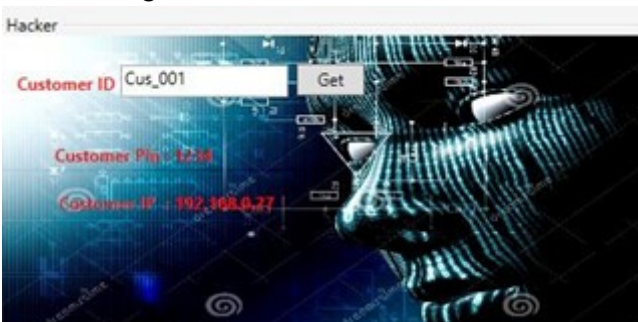 Hacker
Customer ID Cus_001 Get
Customer Pin : 1234
Customer IP : 192.168.0.27